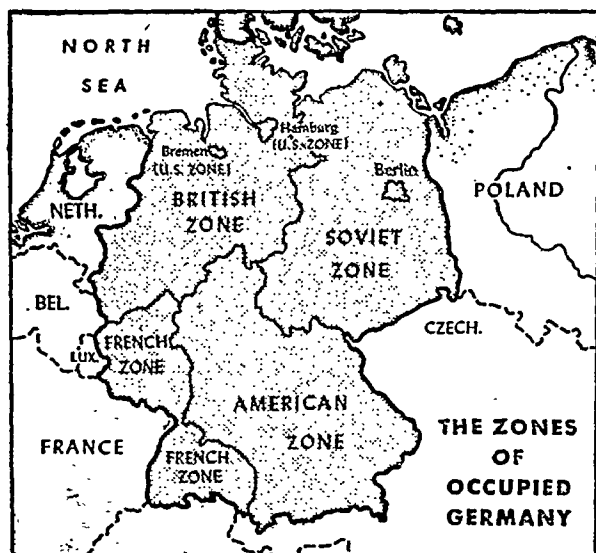 NORTH
SEA
Hamburg
(U.S. ZONE)
Bremen
(U.S. ZONE)
Berlin
NETH.
BRITISH
ZONE
POLAND
SOVIET
ZONE
BEL.
LUX.
FRENCH
ZONE
CZECH.
AMERICAN
ZONE
FRANCE
FRENCH
ZONE
THE ZONES
OF
OCCUPIED
GERMANY